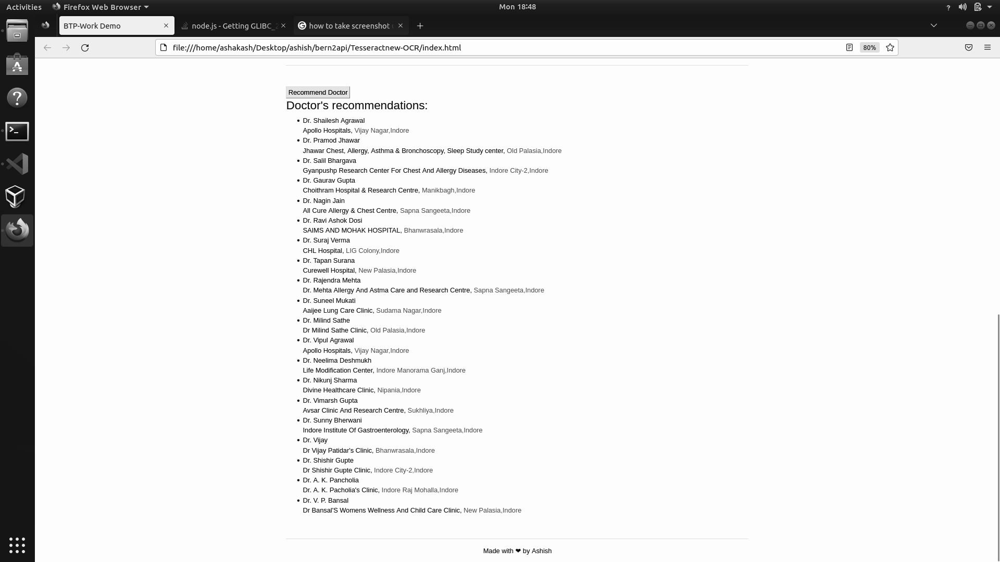 Activities
Firefox Web Browser
Mon 18:48
BTP-Work Demo
node.js - Getting GLIBC_2
how to take screenshot
file:///home/ashakash/Desktop/ashish/bern2api/Tesseractnew-OCR/index.html
80%
Recommend Doctor
Doctor's recommendations:
Dr. Shailesh Agrawal
Apollo Hospitals, Vijay Nagar,Indore
Dr. Pramod Jhawar
Jhawar Chest, Allergy, Asthma & Bronchoscopy, Sleep Study center, Old Palasia,Indore
Dr. Salil Bhargava
Gyanpushp Research Center For Chest And Allergy Diseases, Indore City-2,Indore
Dr. Gaurav Gupta
Choithram Hospital & Research Centre, Manikbagh,Indore
Dr. Nagin Jain
All Cure Allergy & Chest Centre, Sapna Sangeeta,Indore
Dr. Ravi Ashok Dosi
SAIMS AND MOHAK HOSPITAL, Bhanwrasala,Indore
Dr. Suraj Verma
CHL Hospital, LIG Colony,Indore
Dr. Tapan Surana
Curewell Hospital, New Palasia,Indore
Dr. Rajendra Mehta
Dr. Mehta Allergy And Astma Care and Research Centre, Sapna Sangeeta,Indore
Dr. Suneel Mukati
Aaijee Lung Care Clinic, Sudama Nagar,Indore
Dr. Milind Sathe
Dr Milind Sathe Clinic, Old Palasia,Indore
Dr. Vipul Agrawal
Apollo Hospitals, Vijay Nagar,Indore
Dr. Neelima Deshmukh
Life Modification Center, Indore Manorama Ganj,Indore
Dr. Nikunj Sharma
Divine Healthcare Clinic, Nipania,Indore
Dr. Vimarsh Gupta
Avsar Clinic And Research Centre, Sukhliya,Indore
Dr. Sunny Bherwani
Indore Institute Of Gastroenterology, Sapna Sangeeta,Indore
Dr. Vijay
Dr Vijay Patidar's Clinic, Bhanwrasala,Indore
Dr. Shishir Gupte
Dr Shishir Gupte Clinic, Indore City-2,Indore
Dr. A. K. Pancholia
Dr. A. K. Pacholia's Clinic, Indore Raj Mohalla,Indore
Dr. V. P. Bansal
Dr Bansal'S Womens Wellness And Child Care Clinic, New Palasia,Indore
Made with ❤ by Ashish